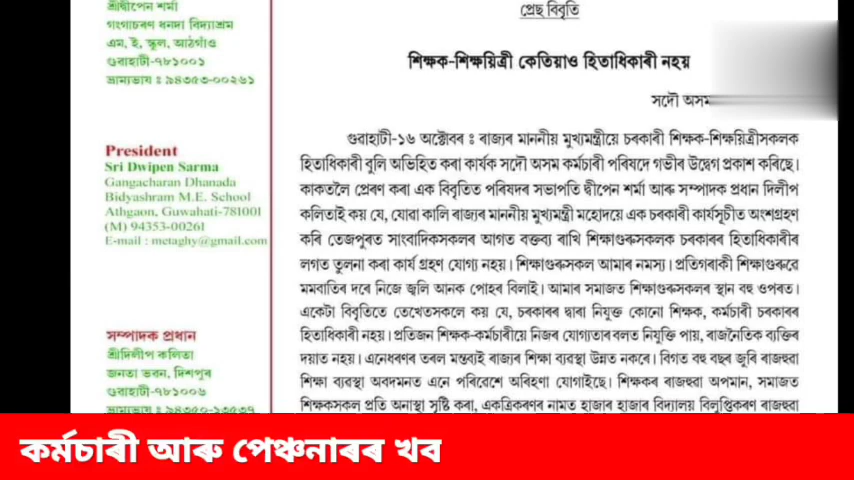 শ্ৰীদ্বীপেন শৰ্মা
গংগাচৰণ ধনদা বিদ্যাশ্ৰম
এম, ই, স্কুল, আঠগাঁও
গুৱাহাটী-৭৮১০০১
ভ্ৰাম্যভাষ : ৯৪৩৫৩-০০২৬১
President
Sri Dwipen Sarma
Gangacharan Dhanada
Bidyashram M.E. School
Athgaon, Guwahati-781001
(M) 94353-00261
E-mail : metaghy@gmail.com
সম্পাদক প্ৰধান
শ্ৰীদিলীপ কলিতা
জনতা ভৱন, দিশপুৰ
গুৱাহাটী-৭৮১০০৬
ভ্ৰাম্যভাষ : ৯৪৩৫০-১৩৫৩৭
প্ৰেছ বিবৃতি
শিক্ষক-শিক্ষয়িত্ৰী কেতিয়াও হিতাধিকাৰী নহয়
সদৌ অসম
গুৱাহাটী-১৬ অক্টোবৰ : ৰাজ্যৰ মাননীয় মুখ্যমন্ত্ৰীয়ে চৰকাৰী শিক্ষক-শিক্ষয়িত্ৰীসকলক
হিতাধিকাৰী বুলি অভিহিত কৰা কাৰ্যক সদৌ অসম কৰ্মচাৰী পৰিষদে গভীৰ উদ্বেগ প্ৰকাশ কৰিছে।
কাকতলৈ প্ৰেৰণ কৰা এক বিবৃতিত পৰিষদৰ সভাপতি দ্বীপেন শৰ্মা আৰু সম্পাদক প্ৰধান দিলীপ
কলিতাই কয় যে, যোৱা কালি ৰাজ্যৰ মাননীয় মুখ্যমন্ত্ৰী মহোদয়ে এক চৰকাৰী কাৰ্যসূচীত অংশগ্ৰহণ
কৰি তেজপুৰত সাংবাদিকসকলৰ আগত বক্তব্য ৰাখি শিক্ষাগুৰুসকলক চৰকাৰৰ হিতাধিকাৰীৰ
লগত তুলনা কৰা কাৰ্য গ্ৰহণ যোগ্য নহয়। শিক্ষাগুৰুসকল আমাৰ নমস্য। প্ৰতিগৰাকী শিক্ষাগুৰুৱে
মমবাতিৰ দৰে নিজে জ্বলি আনক পোহৰ বিলাই। আমাৰ সমাজত শিক্ষাগুৰুসকলৰ স্থান বহু ওপৰত।
একেটা বিবৃতিতে তেখেতসকলে কয় যে, চৰকাৰৰ দ্বাৰা নিযুক্ত কোনো শিক্ষক, কৰ্মচাৰী চৰকাৰৰ
হিতাধিকাৰী নহয়। প্ৰতিজন শিক্ষক-কৰ্মচাৰীয়ে নিজৰ যোগ্যতাৰ বলত নিযুক্তি পায়, ৰাজনৈতিক ব্যক্তিৰ
দয়াত নহয়। এনেধৰণৰ তৰল মন্তব্যই ৰাজ্যৰ শিক্ষা ব্যৱস্থা উন্নত নকৰে। বিগত বহু বছৰ জুৰি ৰাজহুৱা
শিক্ষা ব্যৱস্থা অবদমনত এনে পৰিৱেশে অৰিহণা যোগাইছে। শিক্ষকৰ ৰাজহুৱা অপমান, সমাজত
শিক্ষকসকল প্ৰতি অনাস্থা সৃষ্টি কৰা, একত্ৰিকৰণৰ নামত হাজাৰ হাজাৰ বিদ্যালয় বিলুপ্তিকৰণ ৰাজহুৱা
কৰ্মচাৰী আৰু পেঞ্চনাৰৰ খব